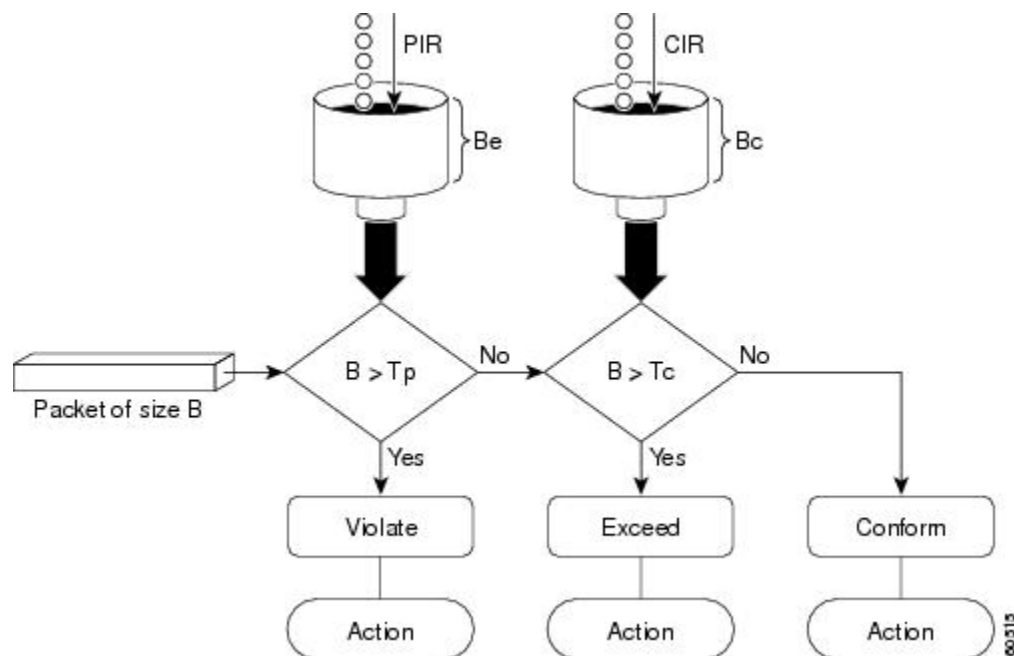 PIR
CIR
Be
Bc
B > Tp
No
B > Tc
No
Packet of size B
Yes
Yes
Violate
Exceed
Conform
Action
Action
Action
60515